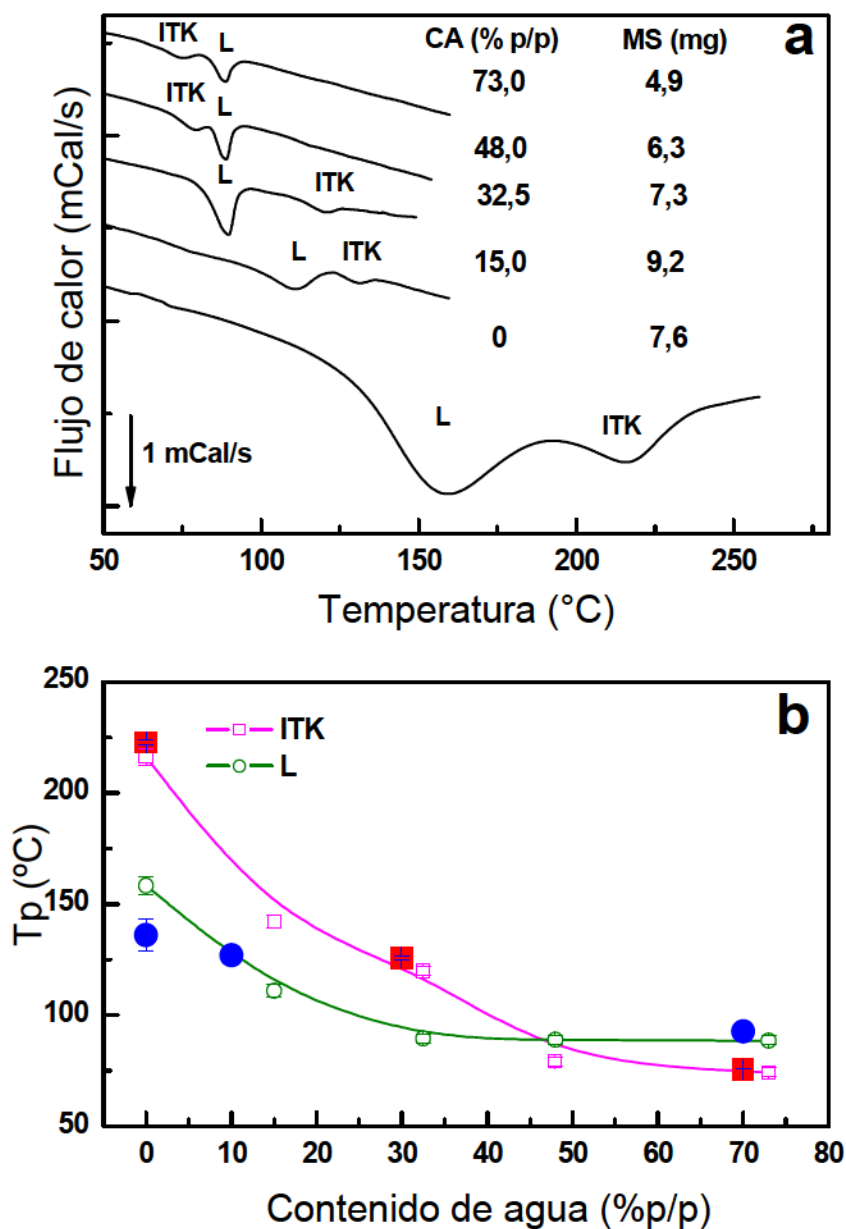 a
CA (% p/p) MS (mg)
ITK L 73,0 4,9
ITK L 48,0 6,3
L ITK 32,5 7,3
L ITK 15,0 9,2
0 7,6
L ITK
1 mCal/s
Flujo de calor (mCal/s)
50 100 150 200 250
Temperatura (°C)
b
ITK
L
250
200
150
100
50
Tp (ºC)
0 10 20 30 40 50 60 70 80
Contenido de agua (%p/p)